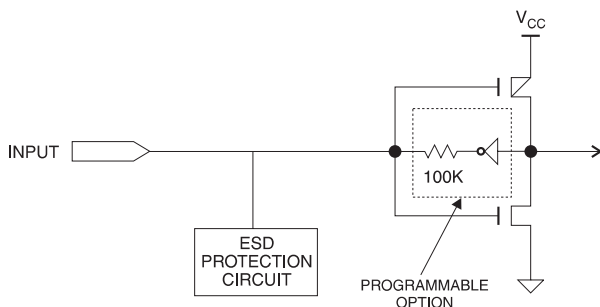 VCC
INPUT
100K
ESD
PROTECTION
CIRCUIT
PROGRAMMABLE
OPTION